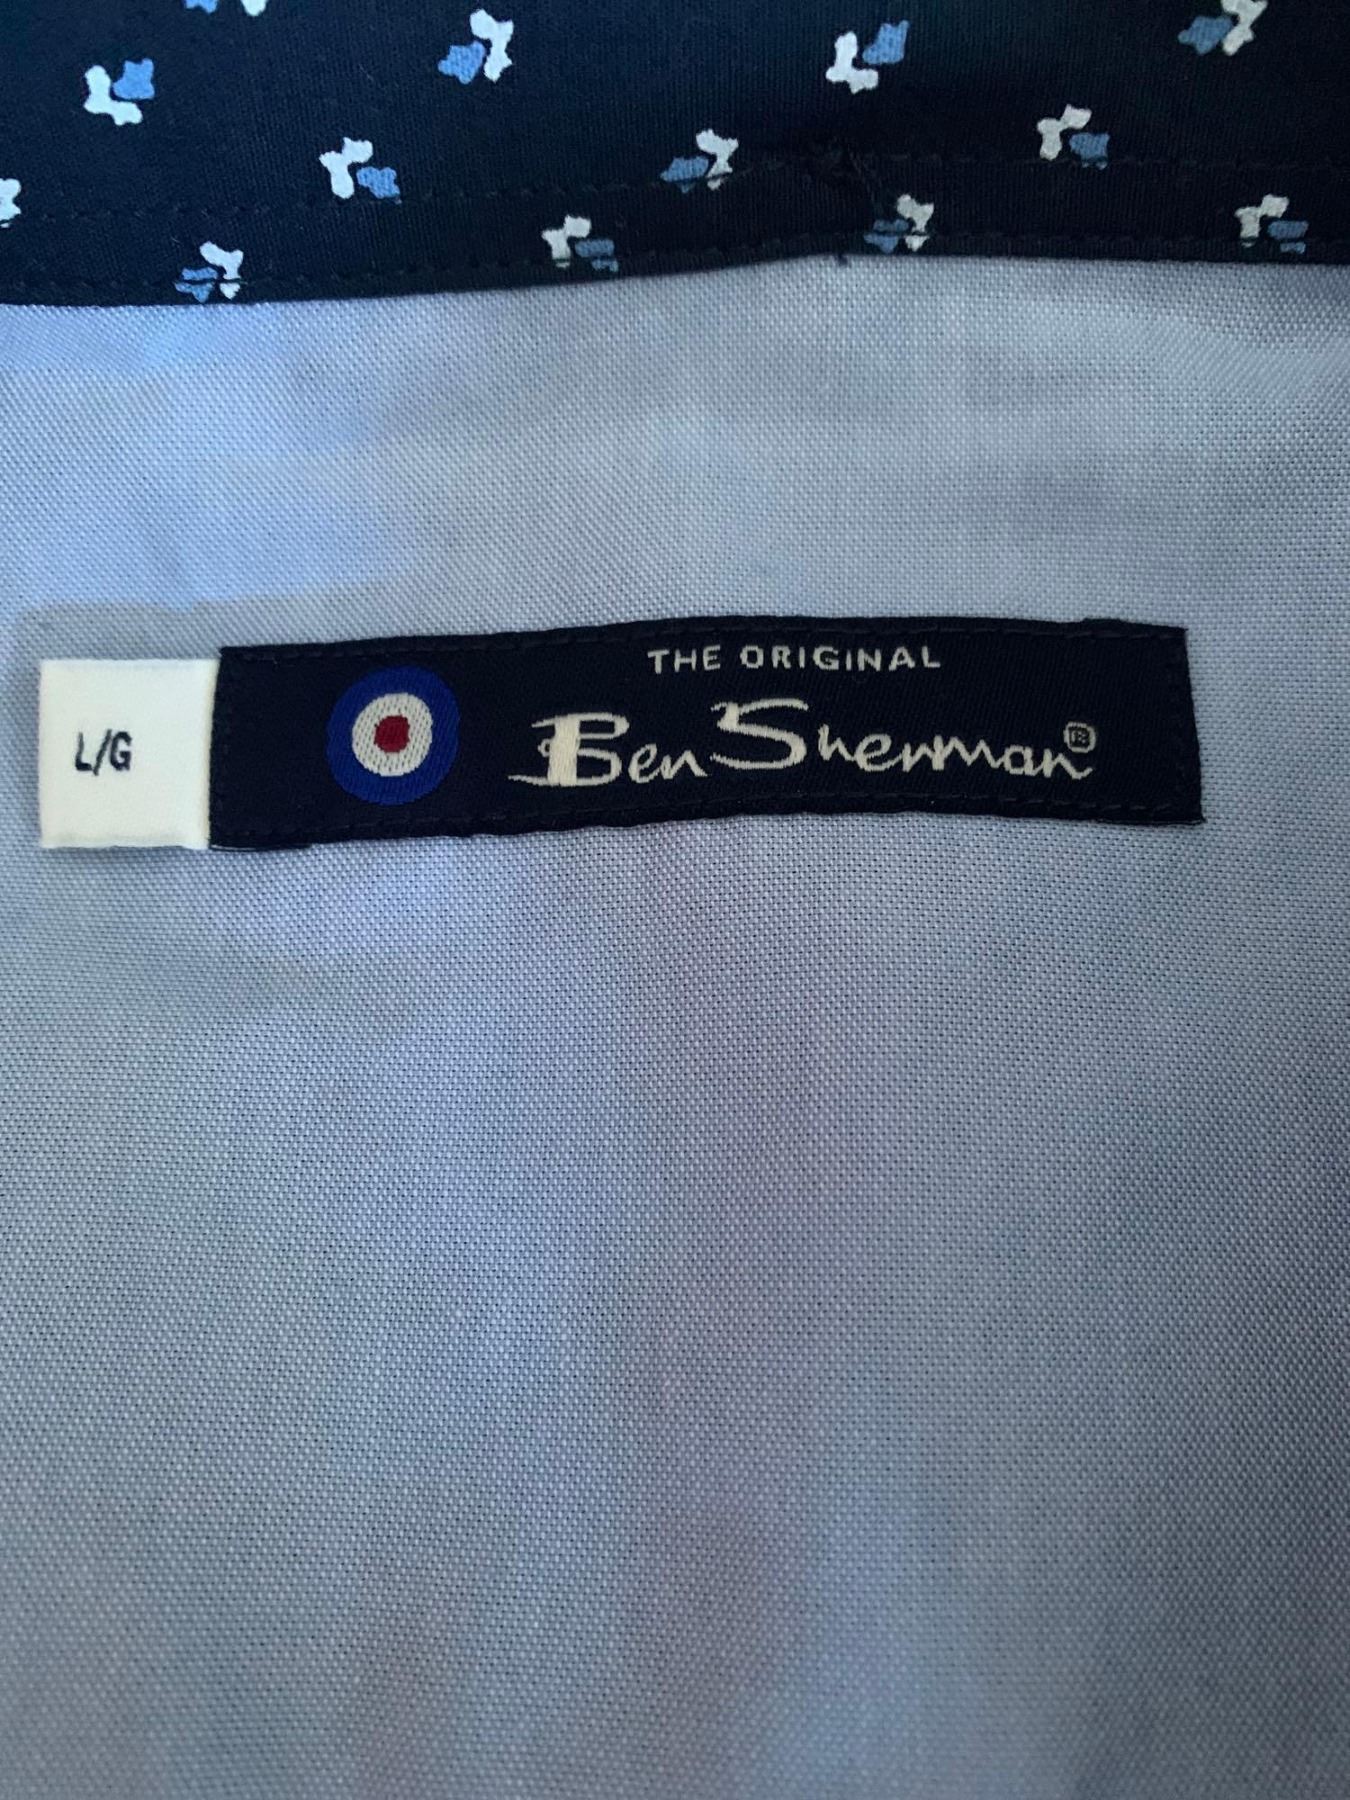 L/G
THE ORIGINAL
Ben Sherman®